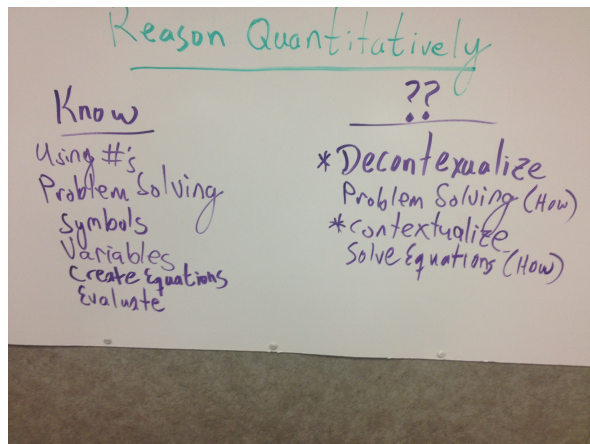 Reason Quantitatively
Know
Using #'s
Problem Solving
Symbols
Variables
Create Equations
Evaluate
??
*Decontexualize
Problem Solving (How)
*contextualize
Solve Equations (How)